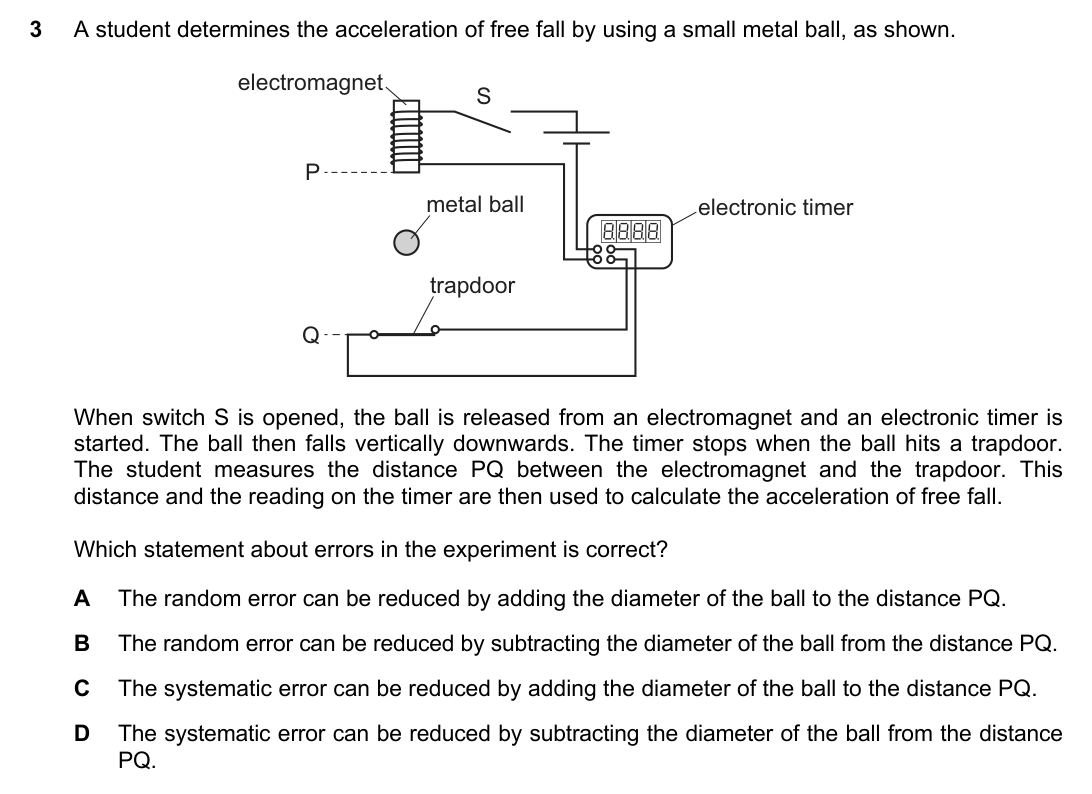 3 A student determines the acceleration of free fall by using a small metal ball, as shown.
electromagnet
S
P
metal ball
electronic timer
8888
trapdoor
Q
When switch S is opened, the ball is released from an electromagnet and an electronic timer is
started. The ball then falls vertically downwards. The timer stops when the ball hits a trapdoor.
The student measures the distance PQ between the electromagnet and the trapdoor. This
distance and the reading on the timer are then used to calculate the acceleration of free fall.
Which statement about errors in the experiment is correct?
A The random error can be reduced by adding the diameter of the ball to the distance PQ.
B The random error can be reduced by subtracting the diameter of the ball from the distance PQ.
C The systematic error can be reduced by adding the diameter of the ball to the distance PQ.
D The systematic error can be reduced by subtracting the diameter of the ball from the distance
PQ.